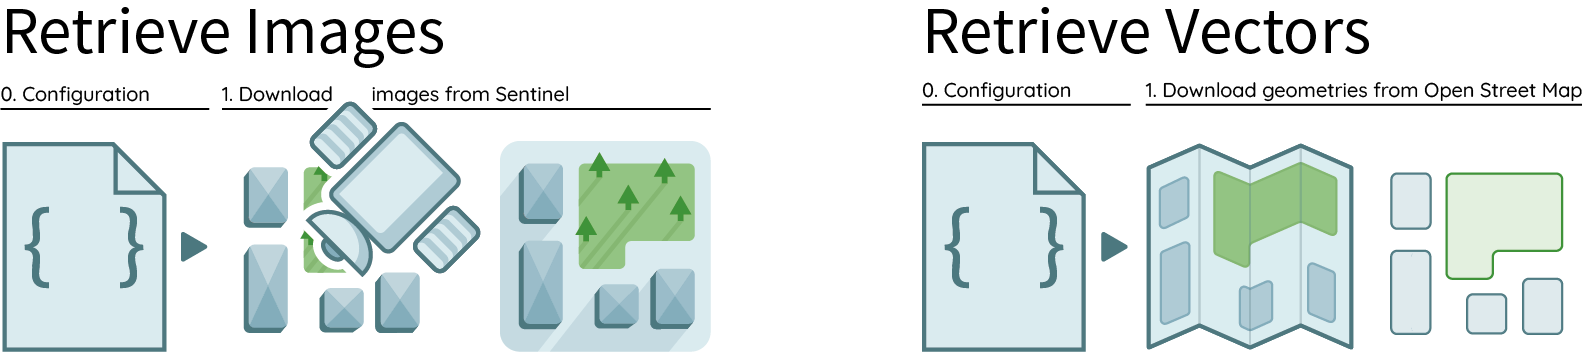 Retrieve Images
0. Configuration
1. Download images from Sentinel
{ }
Retrieve Vectors
0. Configuration
1. Download geometries from Open Street Map
{ }